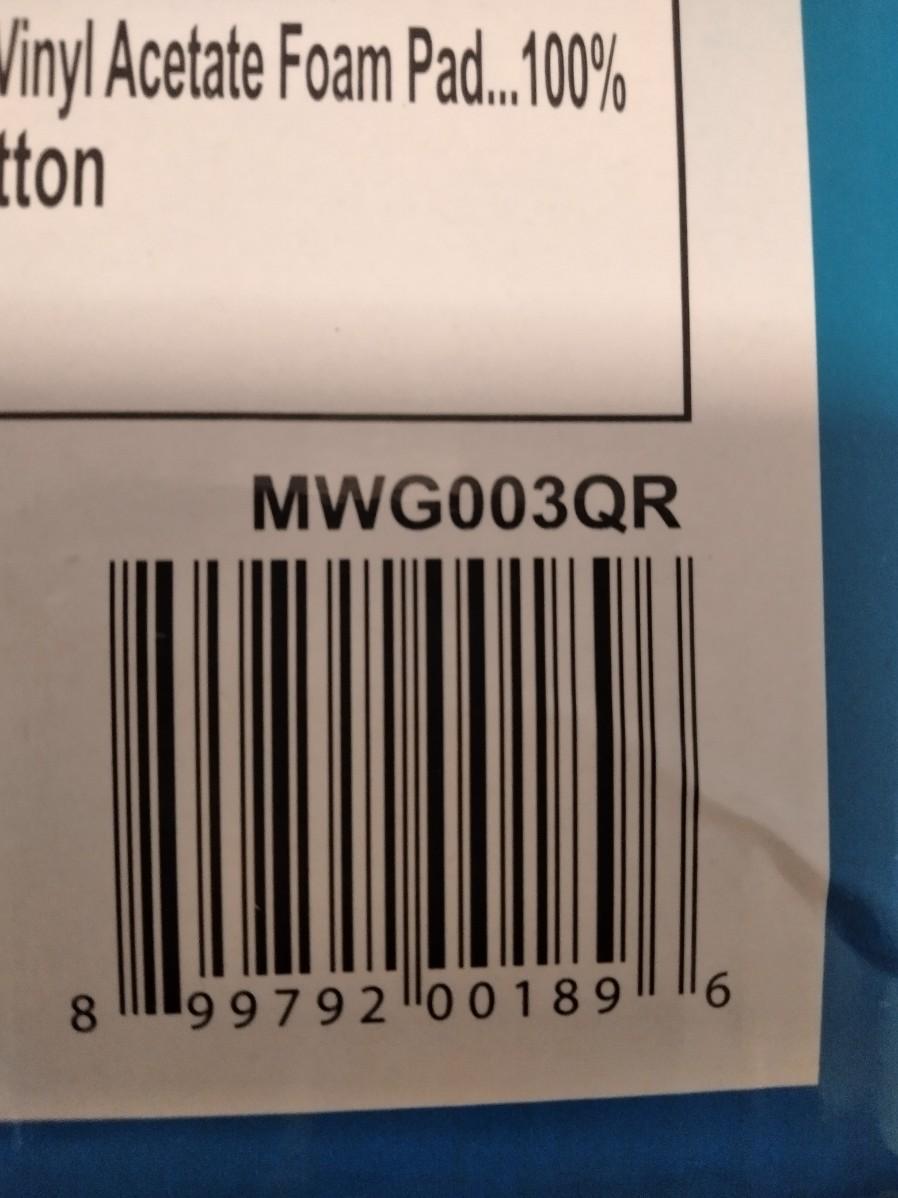 Vinyl Acetate Foam Pad...100%
tton
MWG003QR
8 99792 00189 6